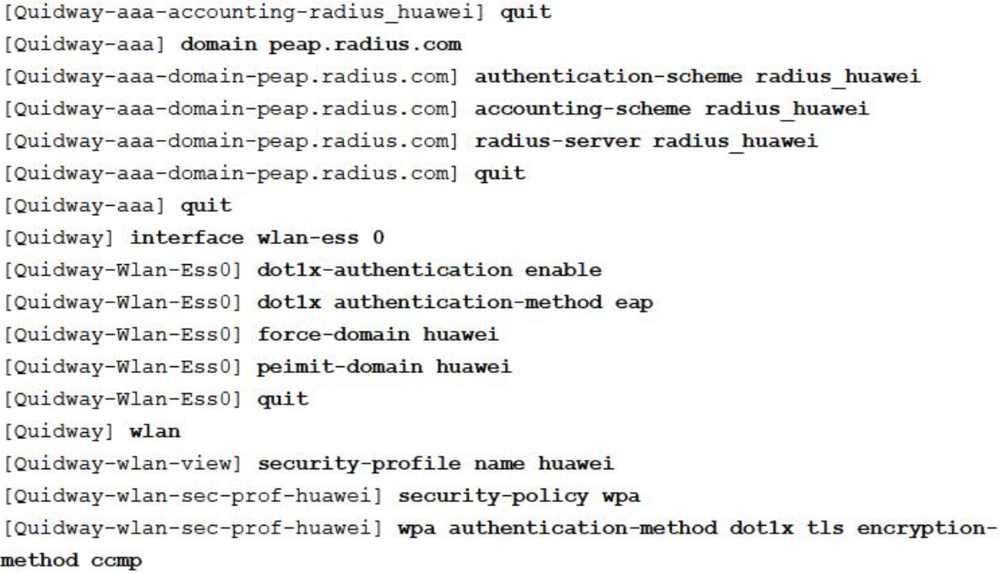 [Quidway-aaa-accounting-radius_huawei] quit
[Quidway-aaa] domain peap.radius.com
[Quidway-aaa-domain-peap.radius.com] authentication-scheme radius_huawei
[Quidway-aaa-domain-peap.radius.com] accounting-scheme radius_huawei
[Quidway-aaa-domain-peap.radius.com] radius-server radius_huawei
[Quidway-aaa-domain-peap.radius.com] quit
[Quidway-aaa] quit
[Quidway] interface wlan-ess 0
[Quidway-Wlan-Ess0] dot1x-authentication enable
[Quidway-Wlan-Ess0] dot1x authentication-method eap
[Quidway-Wlan-Ess0] force-domain huawei
[Quidway-Wlan-Ess0] peimit-domain huawei
[Quidway-Wlan-Ess0] quit
[Quidway] wlan
[Quidway-wlan-view] security-profile name huawei
[Quidway-wlan-sec-prof-huawei] security-policy wpa
[Quidway-wlan-sec-prof-huawei] wpa authentication-method dot1x tls encryption-
method ccmp